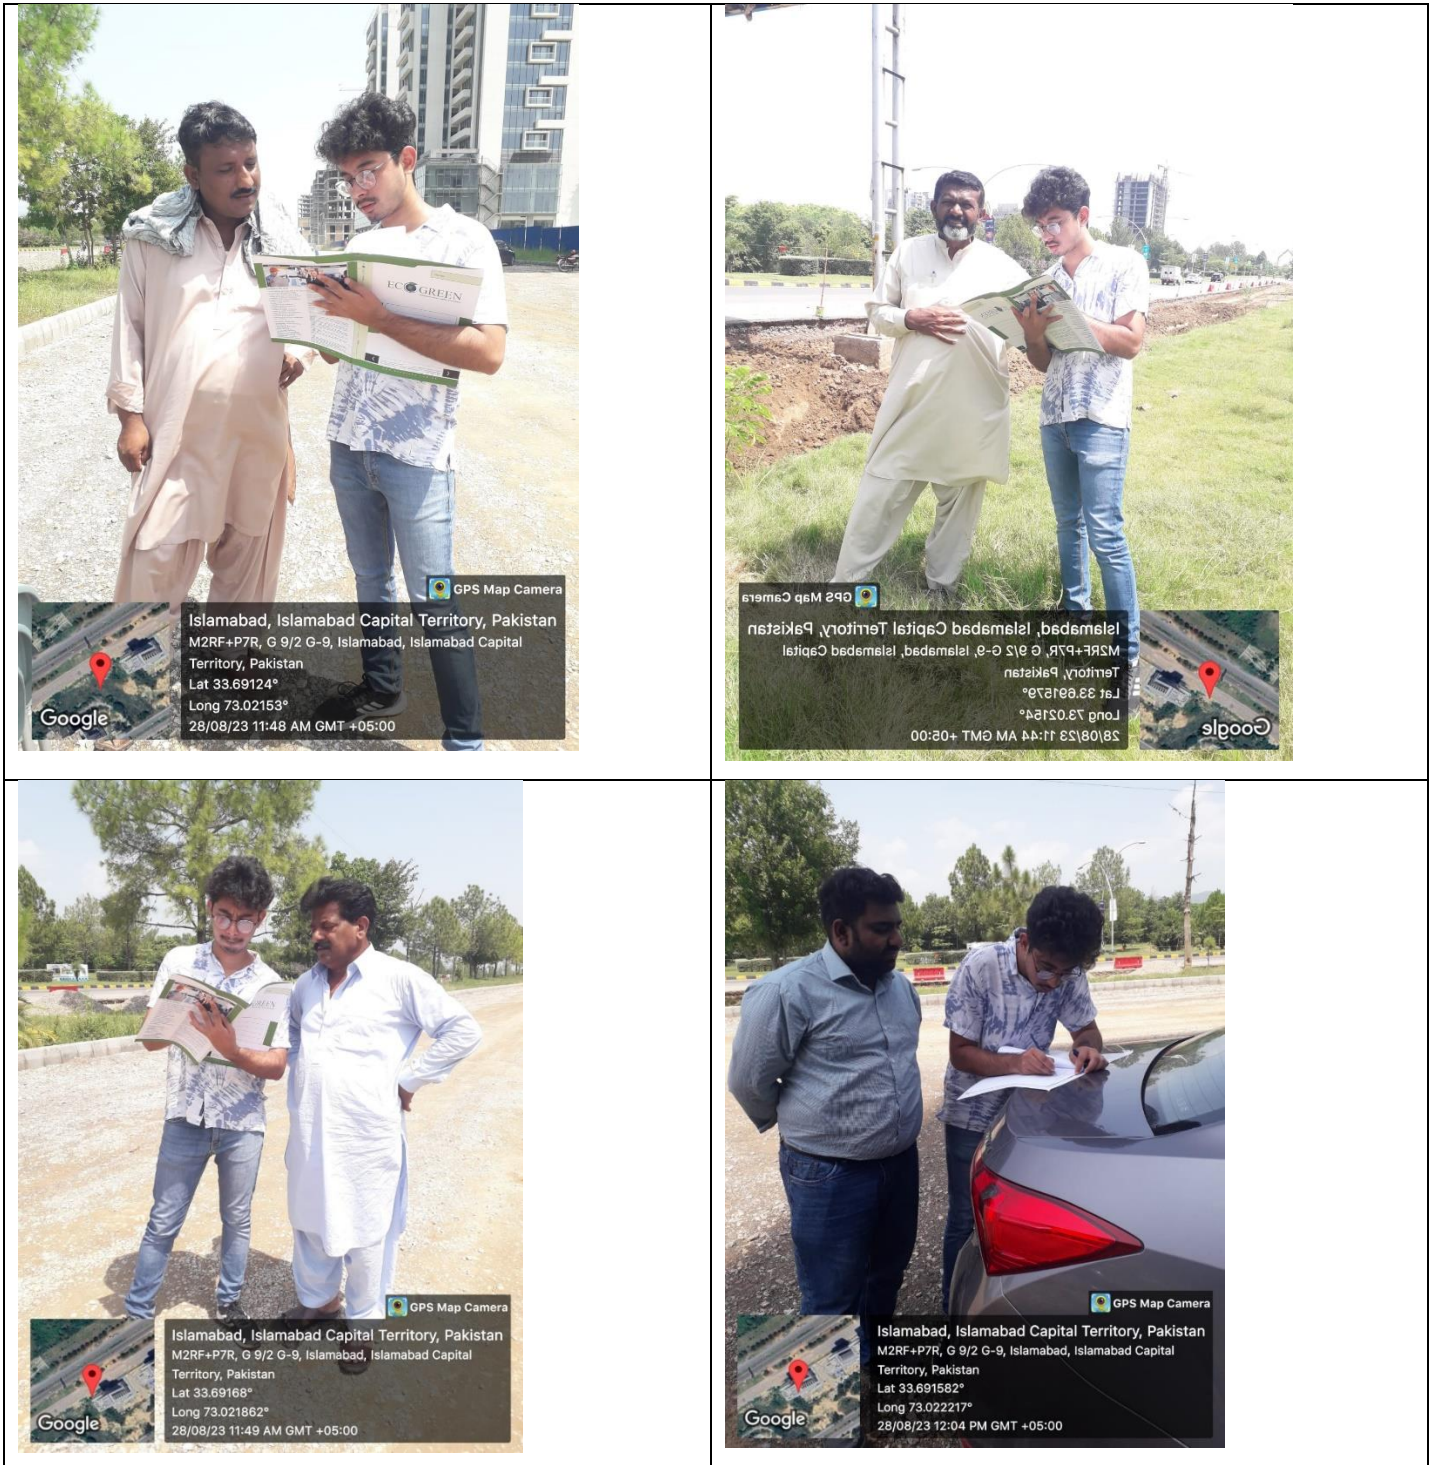 ECOGREEN
GPS Map Camera
Islamabad, Islamabad Capital Territory, Pakistan
M2RF+P7R, G 9/2 G-9, Islamabad, Islamabad Capital
Territory, Pakistan
Lat 33.69124°
Long 73.02153°
28/08/23 11:48 AM GMT +05:00
Google
GPS Map Camera
Islamabad, Islamabad Capital Territory, Pakistan
M2RF+P7R, G 9/2 G-9, Islamabad, Islamabad Capital
Territory, Pakistan
Lat 33.691579°
Long 73.02154°
28/08/23 11:44 AM GMT +05:00
Google
GREEN
GPS Map Camera
Islamabad, Islamabad Capital Territory, Pakistan
M2RF+P7R, G 9/2 G-9, Islamabad, Islamabad Capital
Territory, Pakistan
Lat 33.69168°
Long 73.021862°
28/08/23 11:49 AM GMT +05:00
Google
GPS Map Camera
Islamabad, Islamabad Capital Territory, Pakistan
M2RF+P7R, G 9/2 G-9, Islamabad, Islamabad Capital
Territory, Pakistan
Lat 33.691582°
Long 73.022217°
28/08/23 12:04 PM GMT +05:00
Google